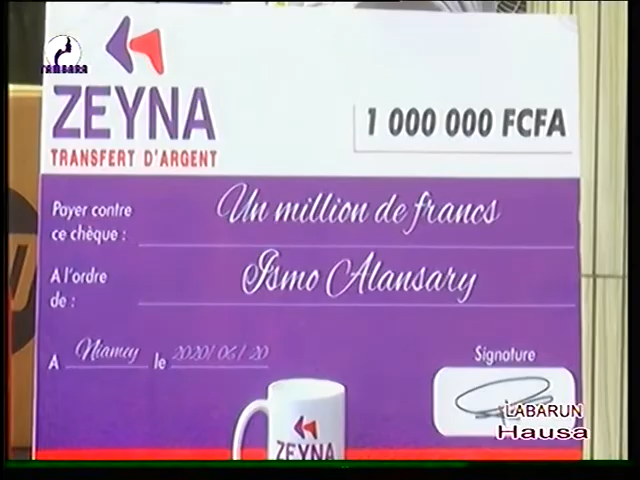 TAMBARA
ZEYNA
TRANSFERT D'ARGENT
1 000 000 FCFA
Payer contre
ce chèque :
Un million de francs
A l'ordre
de :
Ismo Alansary
A Niamey le 2020/06/20
Signature
ZEYNA
LABARUN
Hausa